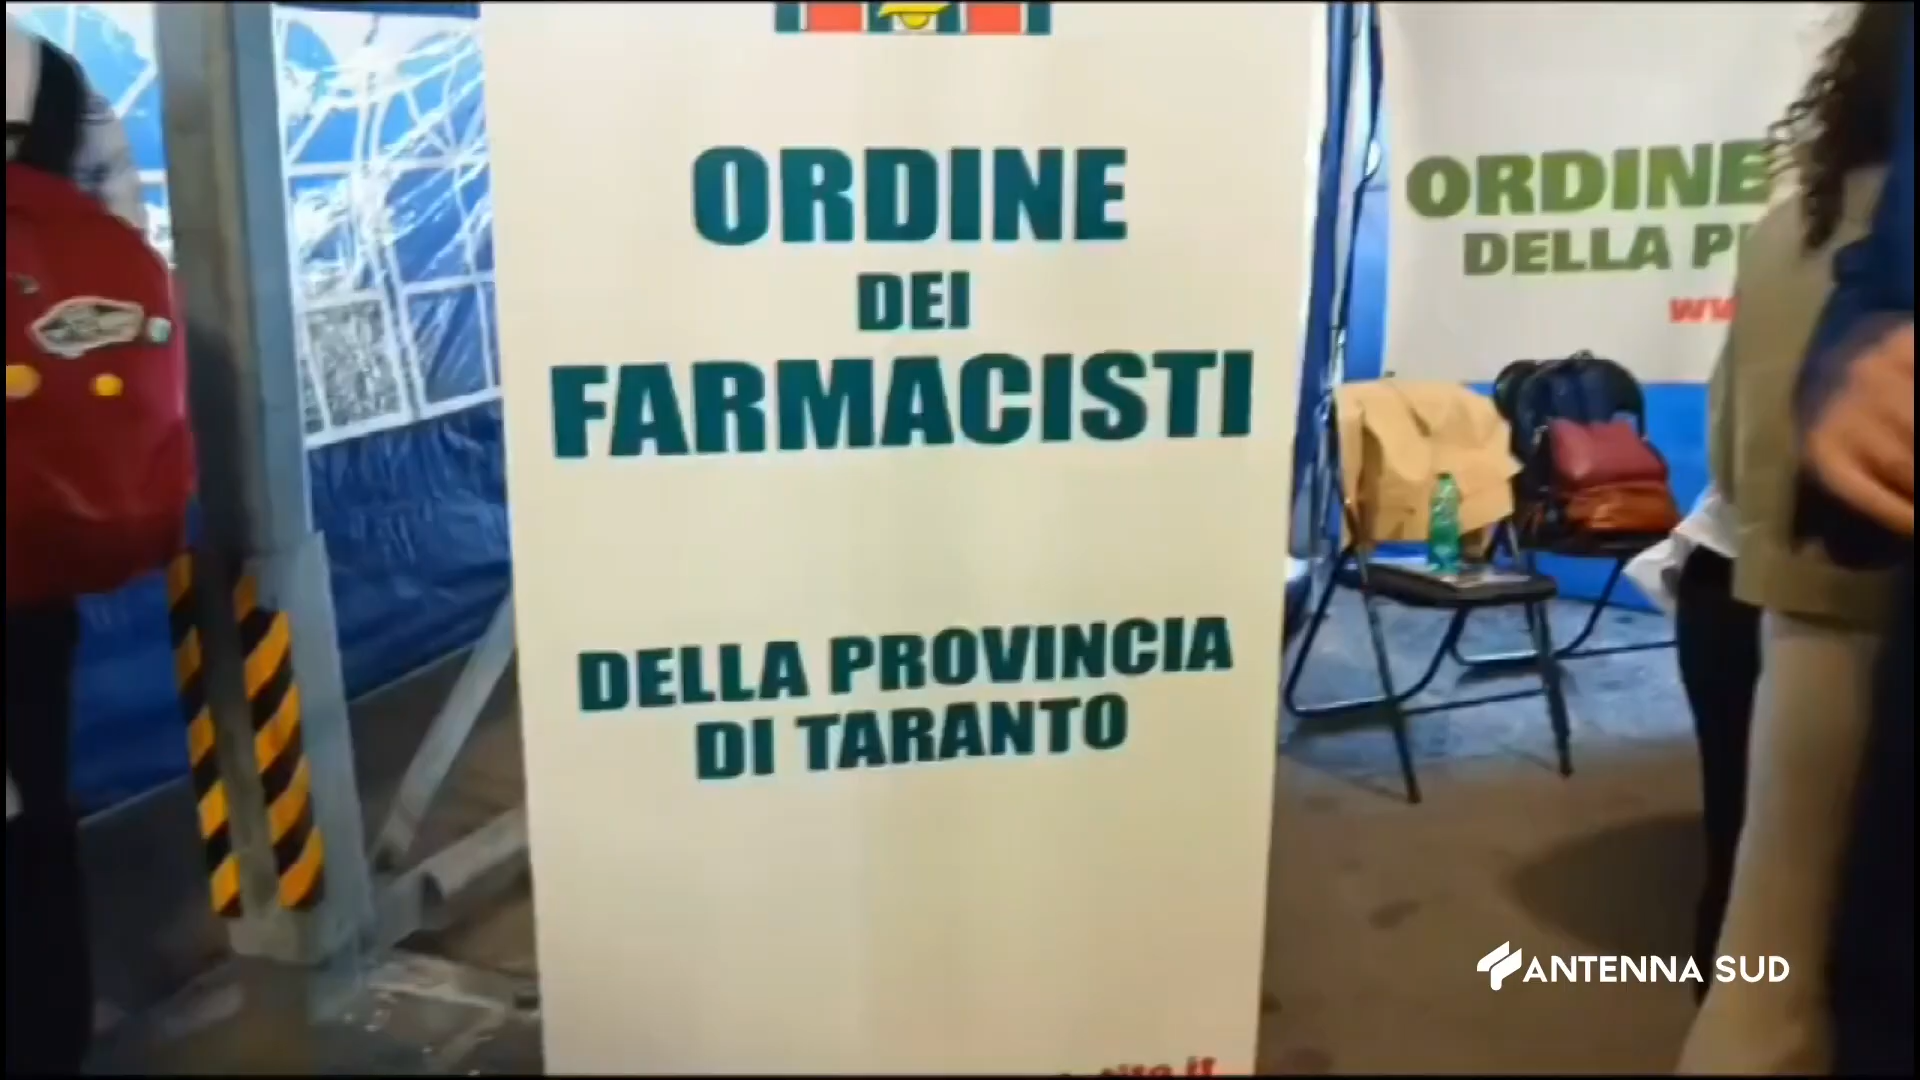 ORDINE
DEI
FARMACISTI
DELLA PROVINCIA
DI TARANTO
ORDINE
DELLA
ANTENNA SUD